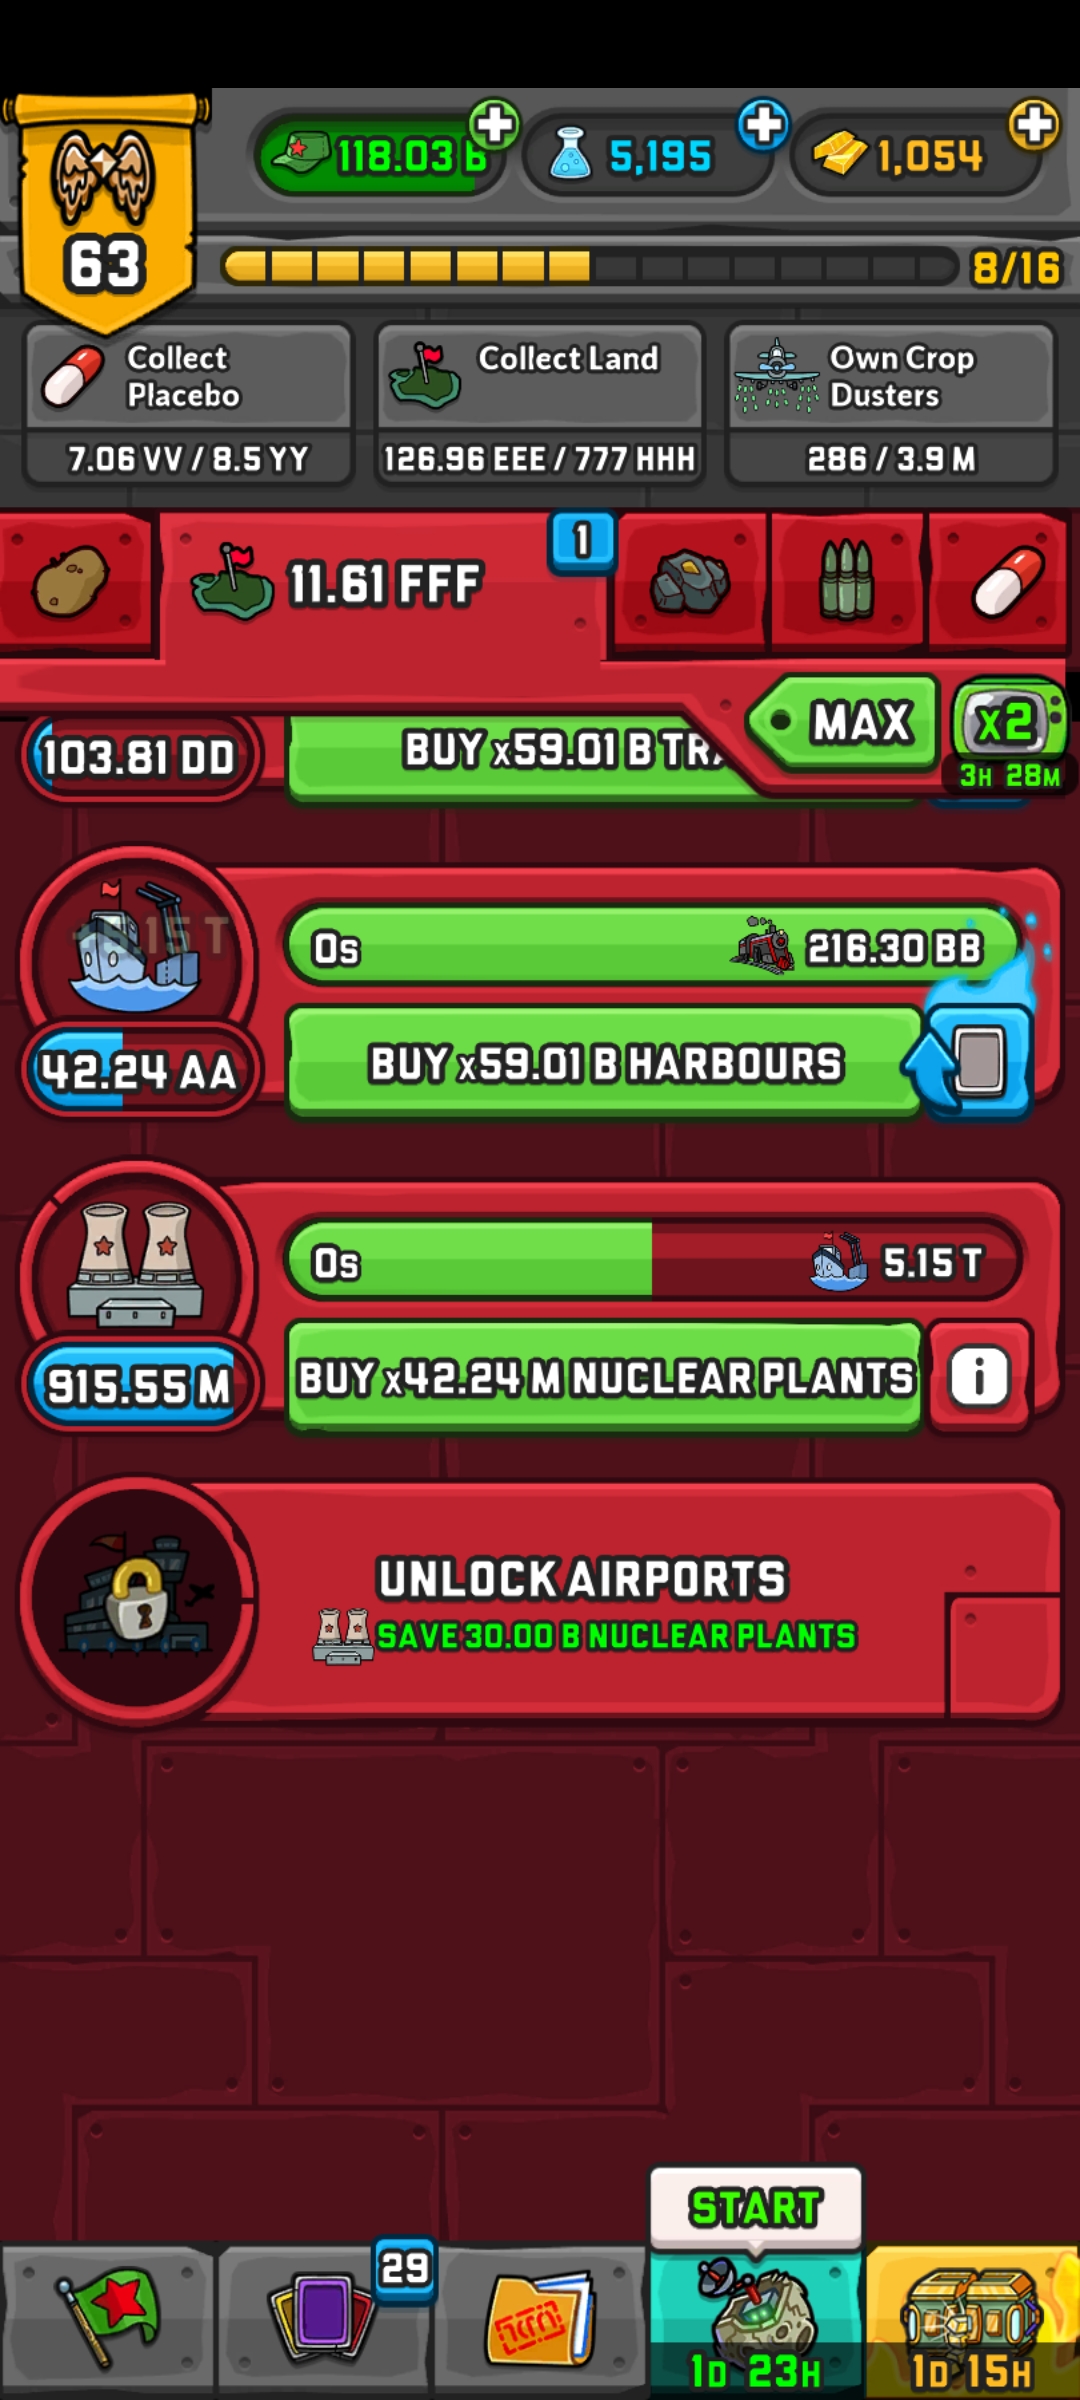 118.03 B
5,195
1,054
63
8/16
Collect Placebo
7.06 VV / 8.5 YY
Collect Land
126.96 EEE / 777 HHH
Own Crop Dusters
286 / 3.9 M
11.61 FFF
1
MAX
x2
3H 28M
103.81 DD
BUY x59.01 B
0s
216.30 BB
42.24 AA
BUY x59.01 B HARBOURS
0s
5.15 T
915.55 M
BUY x42.24 M NUCLEAR PLANTS
i
UNLOCK AIRPORTS
SAVE 30.00 B NUCLEAR PLANTS
START
29
1D 23H
1D 15H